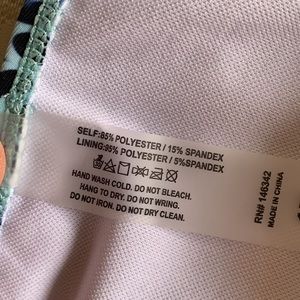 SELF:85% POLYESTER / 15% SPANDEX
LINING:95% POLYESTER / 5%SPANDEX
HAND WASH COLD. DO NOT BLEACH.
HANG TO DRY. DO NOT WRING.
DO NOT IRON. DO NOT DRY CLEAN.
RN# 146342
MADE IN CHINA